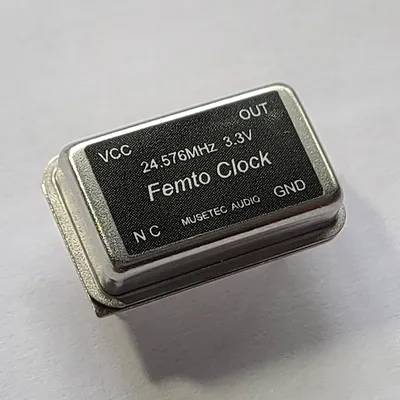 VCC OUT
24.576MHz 3.3V
Femto Clock
MUSETEC AUDIO
N C GND